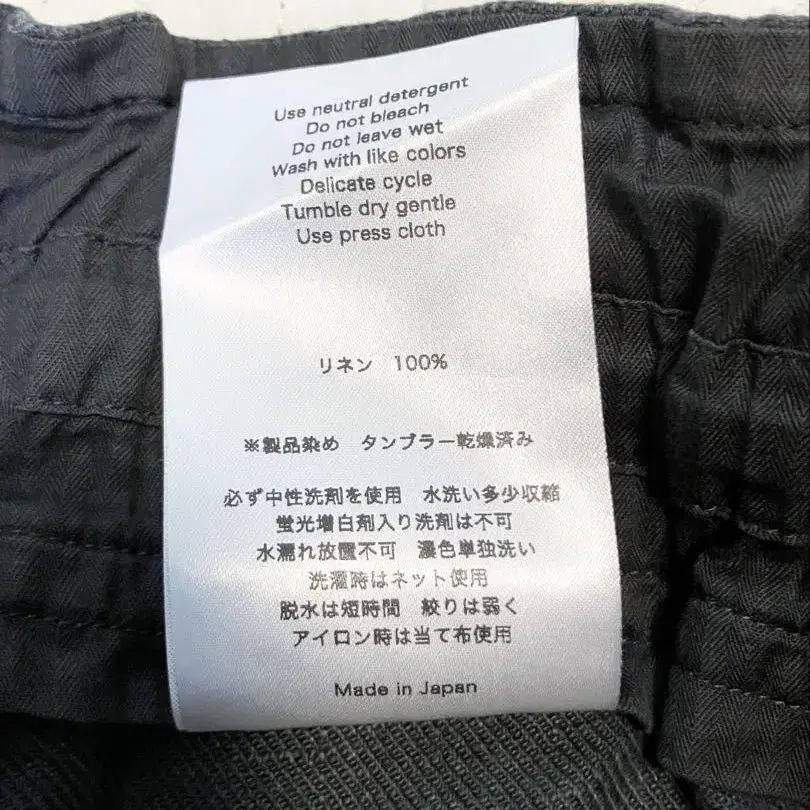 Use neutral detergent
Do not bleach
Do not leave wet
Wash with like colors
Delicate cycle
Tumble dry gentle
Use press cloth
リネン 100%
※製品染め タンブラー乾燥済み
必ず中性洗剤を使用 水洗い多少収縮
蛍光増白剤入り洗剤は不可
水濡れ放置不可 濃色単独洗い
洗濯時はネット使用
脱水は短時間 絞りは弱く
アイロン時は当て布使用
Made in Japan